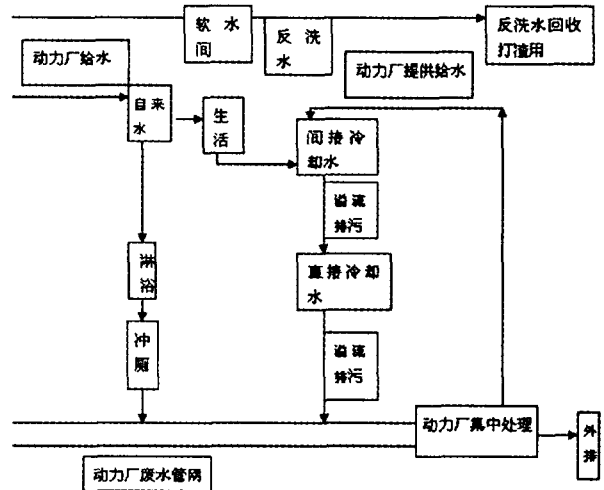 软 水
间
反 洗
水
反洗水回收
打渣用
动力厂给水
动力厂提供给水
自来
水
生
活
间接冷
却水
溢流
排污
淋
浴
直接冷却
水
冲
厕
溢流
排污
动力厂集中处理
外
排
动力厂废水管网